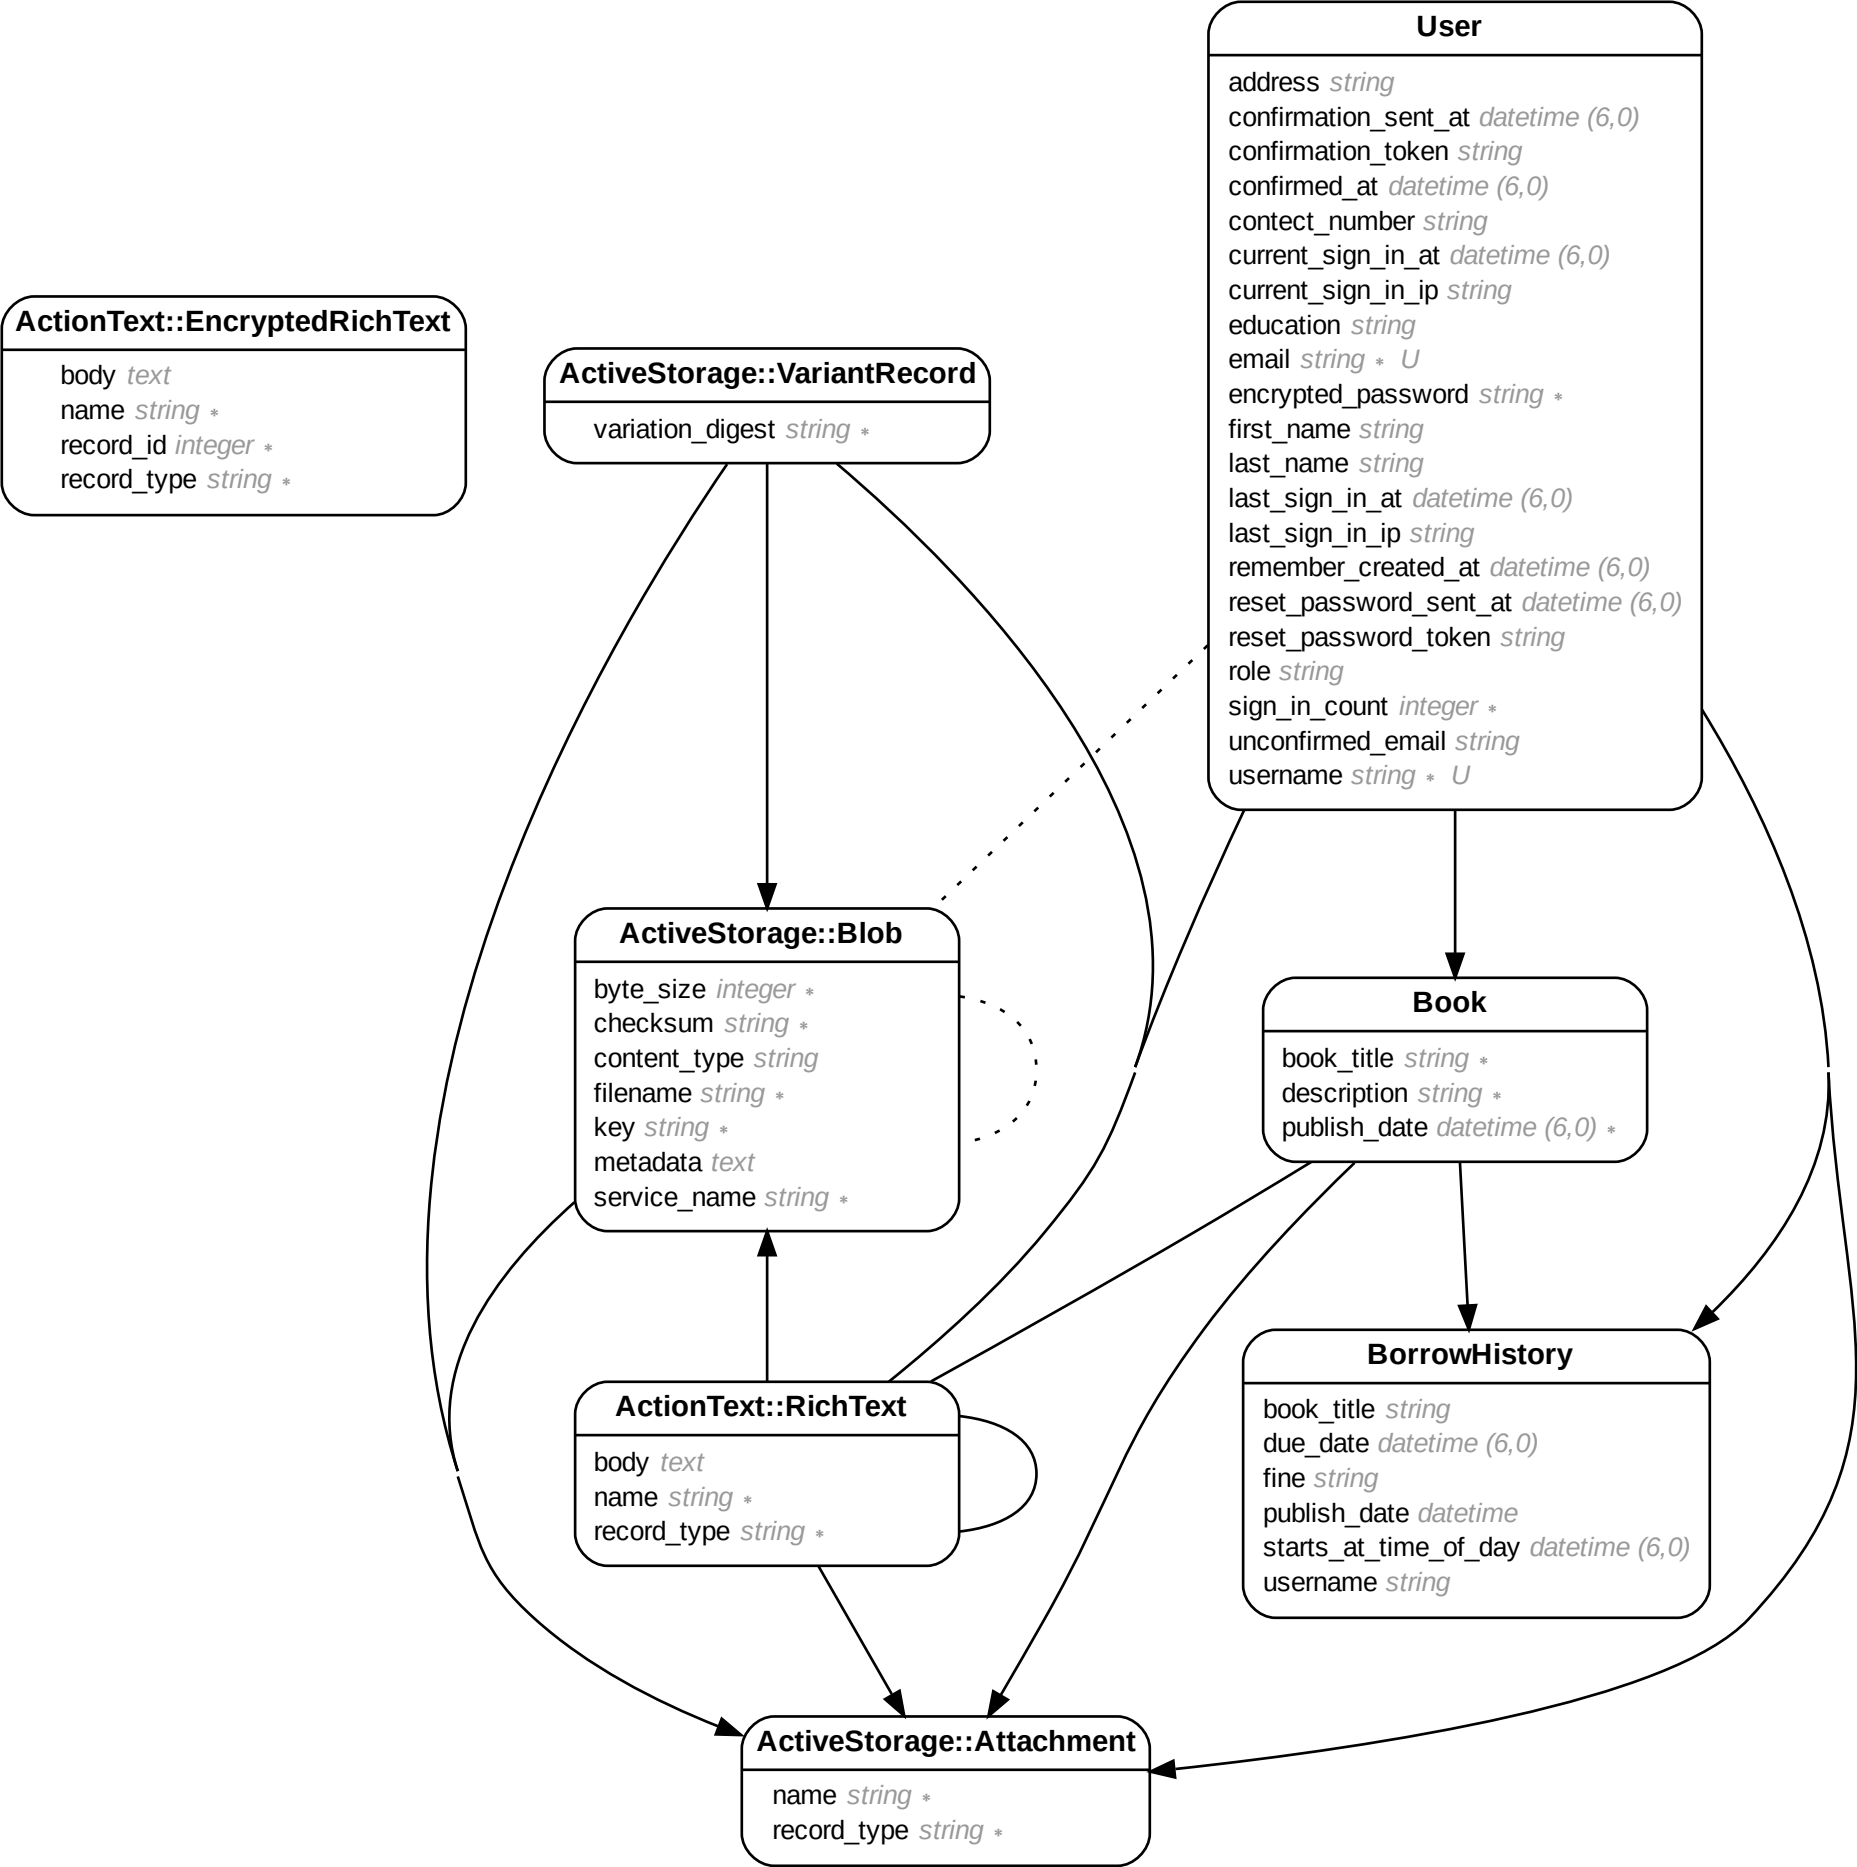 User
address string
confirmation_sent_at datetime (6,0)
confirmation_token string
confirmed_at datetime (6,0)
contect_number string
current_sign_in_at datetime (6,0)
current_sign_in_ip string
education string
email string * U
encrypted_password string *
first_name string
last_name string
last_sign_in_at datetime (6,0)
last_sign_in_ip string
remember_created_at datetime (6,0)
reset_password_sent_at datetime (6,0)
reset_password_token string
role string
sign_in_count integer *
unconfirmed_email string
username string * U
ActionText::EncryptedRichText
body text
name string *
record_id integer *
record_type string *
ActiveStorage::VariantRecord
variation_digest string *
ActiveStorage::Blob
byte_size integer *
checksum string *
content_type string
filename string *
key string *
metadata text
service_name string *
Book
book_title string *
description string *
publish_date datetime (6,0) *
ActionText::RichText
body text
name string *
record_type string *
BorrowHistory
book_title string
due_date datetime (6,0)
fine string
publish_date datetime
starts_at_time_of_day datetime (6,0)
username string
ActiveStorage::Attachment
name string *
record_type string *